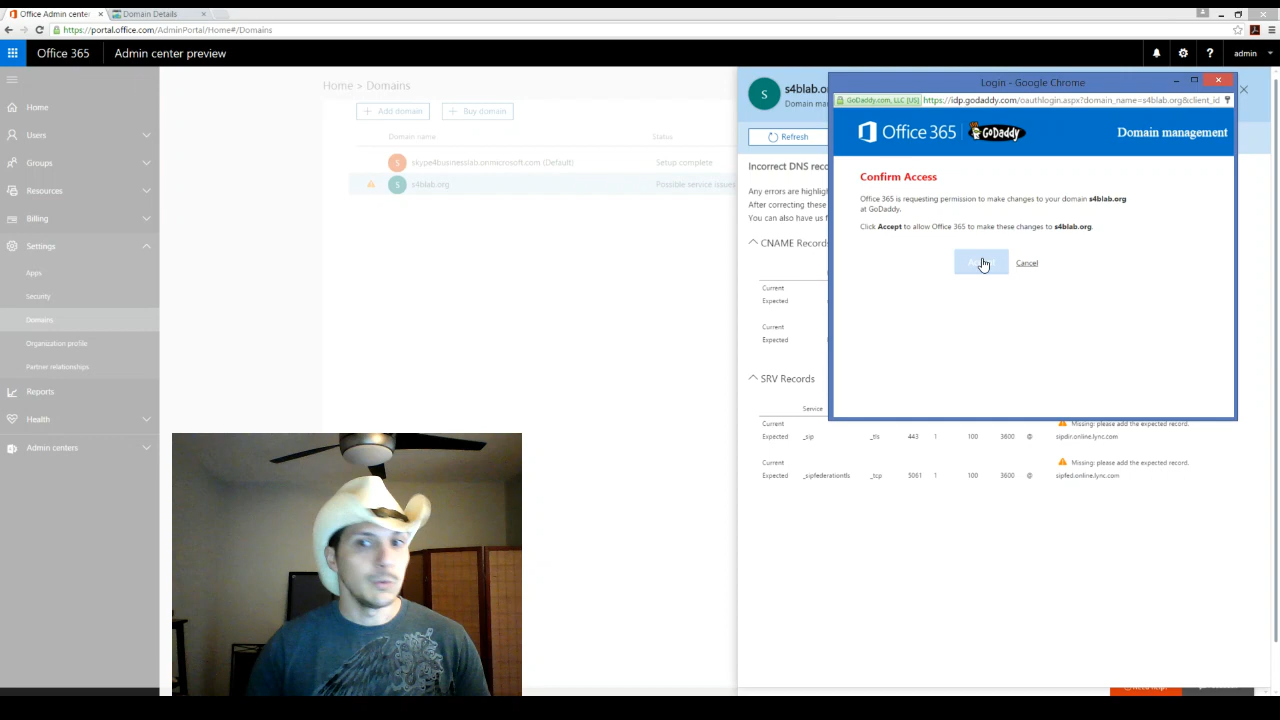 Office Admin center
Domain Details
https://portal.office.com/AdminPortal/Home#/Domains
Office 365
Admin center preview
admin
Home
Users
Groups
Resources
Billing
Settings
Apps
Security
Domains
Organization profile
Partner relationships
Reports
Health
Admin centers
Home > Domains
+ Add domain
+ Buy domain
Domain name
Status
S
skype4businesslab.onmicrosoft.com (Default)
Setup complete
S
s4blab.org
Possible service issues
S
s4blab.o
Domain ma
Refresh
Incorrect DNS reco
Any errors are highligh
After correcting these
You can also have us f
CNAME Record
Current
Expected
Current
Expected
SRV Records
Service
Current
Missing: please add the expected record.
Expected _sip _tls 443 1 100 3600 @ sipdir.online.lync.com
Current
Missing: please add the expected record.
Expected _sipfederationtls _tcp 5061 1 100 3600 @ sipfed.online.lync.com
Login - Google Chrome
GoDaddy.com, LLC [US] https://idp.godaddy.com/oauthlogin.aspx?domain_name=s4blab.org&client_id
Office 365
GoDaddy
Domain management
Confirm Access
Office 365 is requesting permission to make changes to your domain s4blab.org
at GoDaddy.
Click Accept to allow Office 365 to make these changes to s4blab.org.
Cancel
Need help?